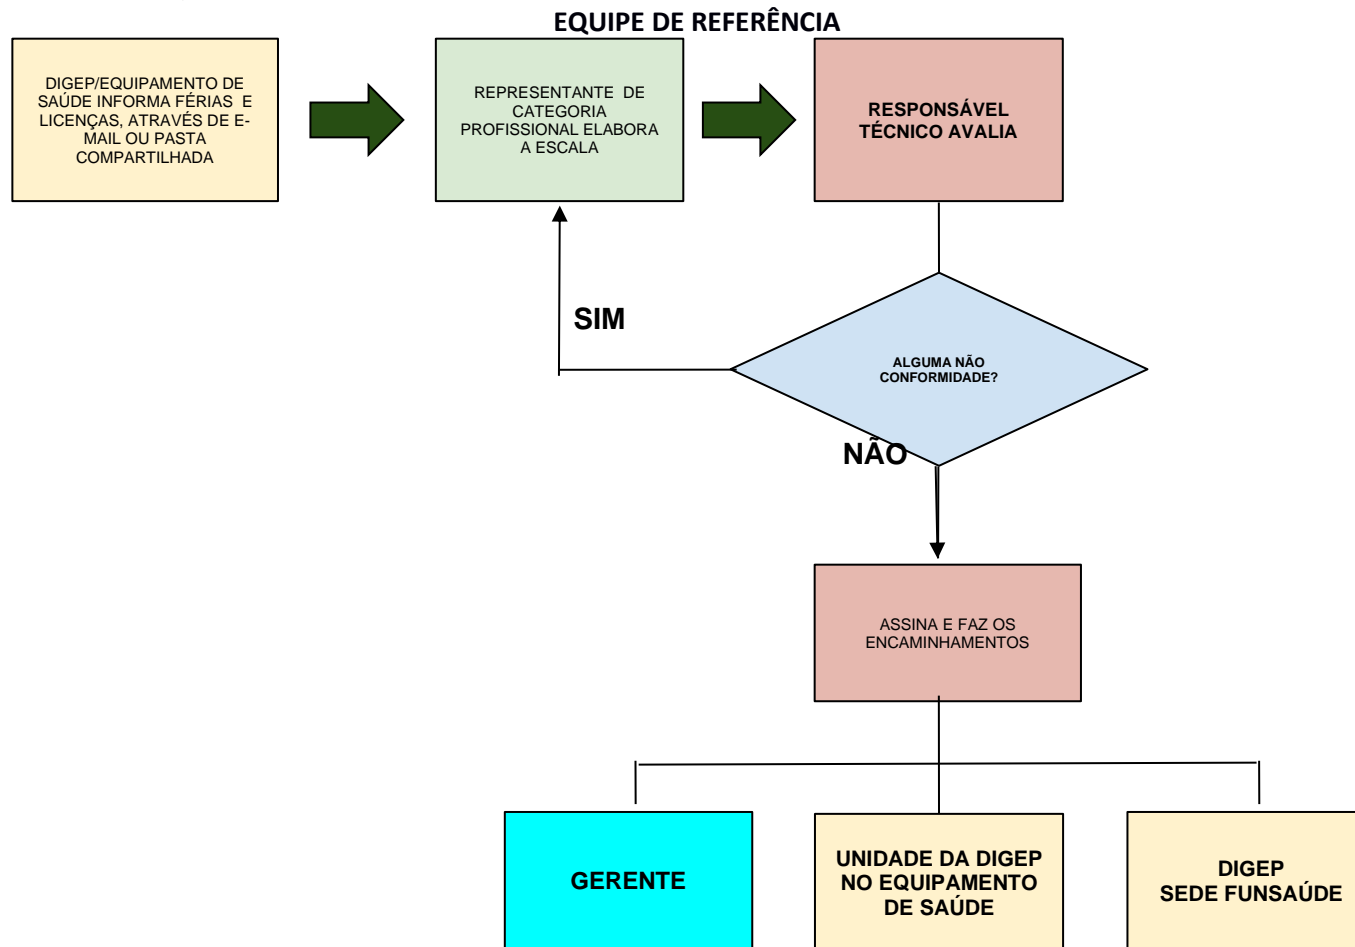 EQUIPE DE REFERÊNCIA
DIGEP/EQUIPAMENTO DE
SAÚDE INFORMA FÉRIAS E
LICENÇAS, ATRAVÉS DE E-
MAIL OU PASTA
COMPARTILHADA
REPRESENTANTE DE
CATEGORIA
PROFISSIONAL ELABORA
A ESCALA
RESPONSÁVEL
TÉCNICO AVALIA
SIM
ALGUMA NÃO
CONFORMIDADE?
NÃO
ASSINA E FAZ OS
ENCAMINHAMENTOS
GERENTE
UNIDADE DA DIGEP
NO EQUIPAMENTO
DE SAÚDE
DIGEP
SEDE FUNSAÚDE